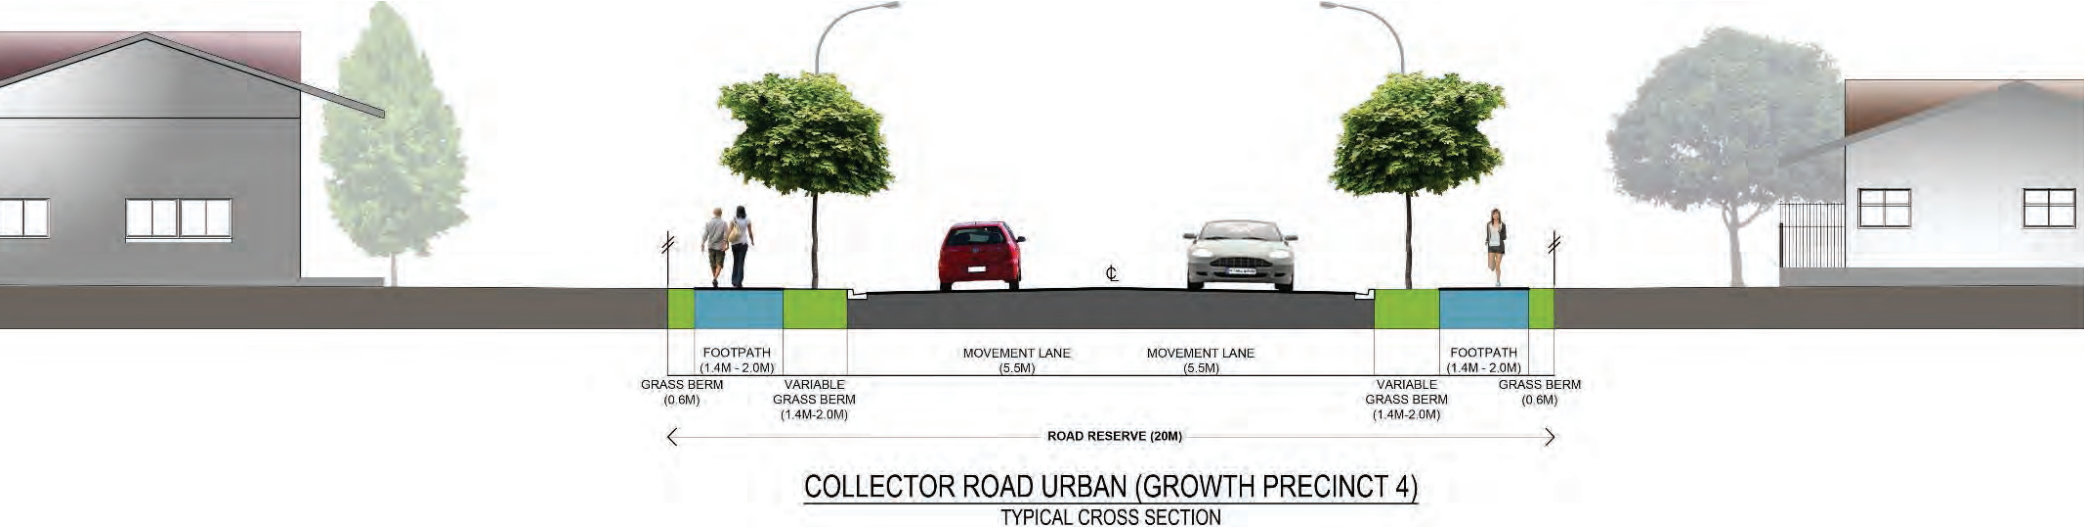 ℄
FOOTPATH
(1.4M - 2.0M)
MOVEMENT LANE
(5.5M)
MOVEMENT LANE
(5.5M)
FOOTPATH
(1.4M - 2.0M)
GRASS BERM
(0.6M)
VARIABLE
GRASS BERM
(1.4M-2.0M)
VARIABLE
GRASS BERM
(1.4M-2.0M)
GRASS BERM
(0.6M)
ROAD RESERVE (20M)
COLLECTOR ROAD URBAN (GROWTH PRECINCT 4)
TYPICAL CROSS SECTION